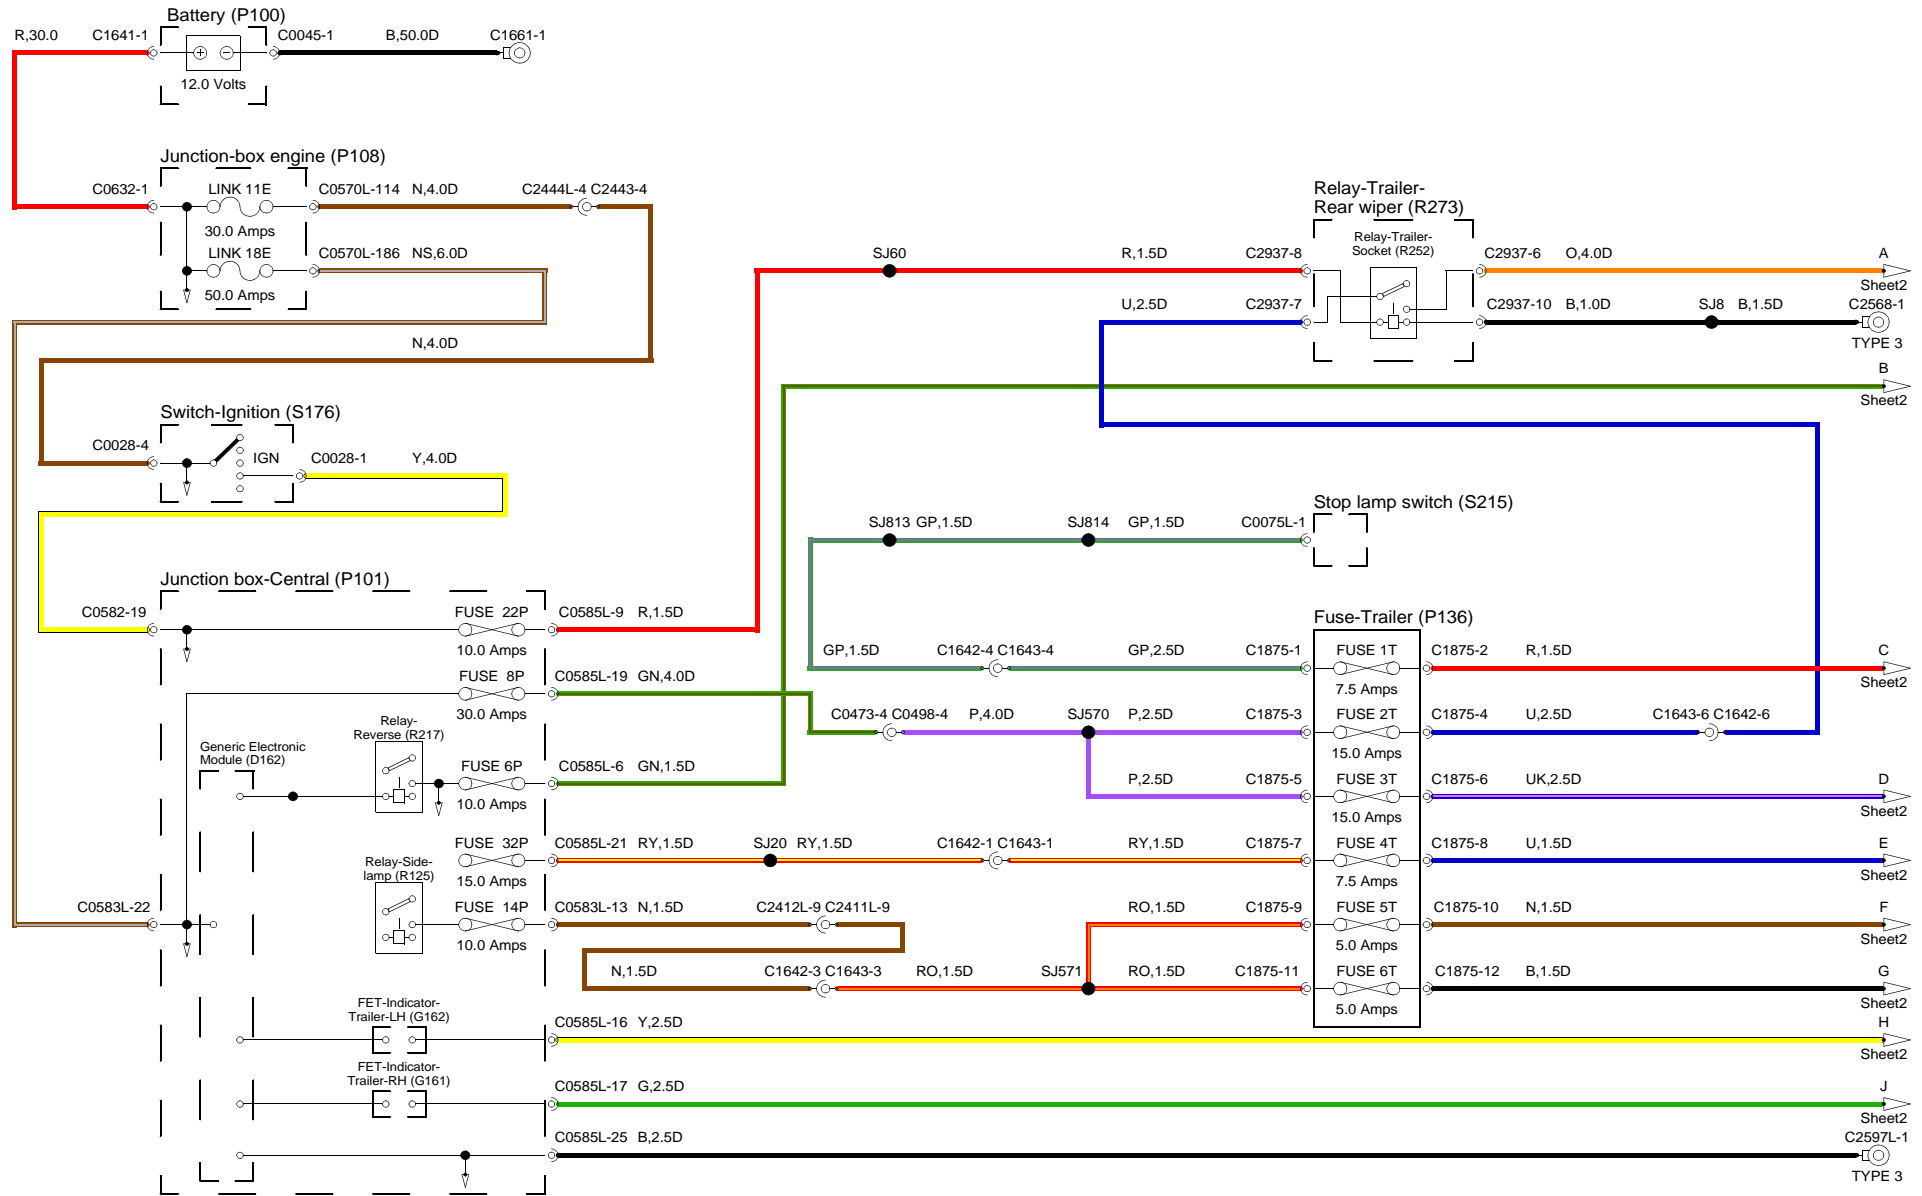 Battery (P100)
R,30.0 C1641-1 C0045-1 B,50.0D C1661-1
12.0 Volts
Junction-box engine (P108)
C0632-1 LINK 11E C0570L-114 N,4.0D C2444L-4 C2443-4
30.0 Amps
LINK 18E C0570L-186 NS,6.0D
50.0 Amps
N,4.0D
Relay-Trailer-
Rear wiper (R273)
Relay-Trailer-
Socket (R252)
SJ60 R,1.5D C2937-8 C2937-6 O,4.0D A
Sheet2
U,2.5D C2937-7 C2937-10 B,1.0D SJ8 B,1.5D C2568-1
TYPE 3
B
Sheet2
Switch-Ignition (S176)
C0028-4 IGN C0028-1 Y,4.0D
Stop lamp switch (S215)
SJ813 GP,1.5D SJ814 GP,1.5D C0075L-1
Junction box-Central (P101)
C0582-19 FUSE 22P C0585L-9 R,1.5D
10.0 Amps
Fuse-Trailer (P136)
GP,1.5D C1642-4 C1643-4 GP,2.5D C1875-1 FUSE 1T C1875-2 R,1.5D C
7.5 Amps Sheet2
FUSE 8P C0585L-19 GN,4.0D
30.0 Amps
C0473-4 C0498-4 P,4.0D SJ570 P,2.5D C1875-3 FUSE 2T C1875-4 U,2.5D C1643-6 C1642-6
15.0 Amps
Relay-
Reverse (R217)
Generic Electronic
Module (D162)
FUSE 6P C0585L-6 GN,1.5D
10.0 Amps
P,2.5D C1875-5 FUSE 3T C1875-6 UK,2.5D D
15.0 Amps Sheet2
FUSE 32P C0585L-21 RY,1.5D SJ20 RY,1.5D C1642-1 C1643-1 RY,1.5D C1875-7 FUSE 4T C1875-8 U,1.5D E
15.0 Amps 7.5 Amps Sheet2
Relay-Side-
lamp (R125)
C0583L-22 FUSE 14P C0583L-13 N,1.5D C2412L-9 C2411L-9 RO,1.5D C1875-9 FUSE 5T C1875-10 N,1.5D F
10.0 Amps 5.0 Amps Sheet2
N,1.5D C1642-3 C1643-3 RO,1.5D SJ571 RO,1.5D C1875-11 FUSE 6T C1875-12 B,1.5D G
5.0 Amps Sheet2
FET-Indicator-
Trailer-LH (G162)
C0585L-16 Y,2.5D H
Sheet2
FET-Indicator-
Trailer-RH (G161)
C0585L-17 G,2.5D J
Sheet2
C0585L-25 B,2.5D C2597L-1
TYPE 3